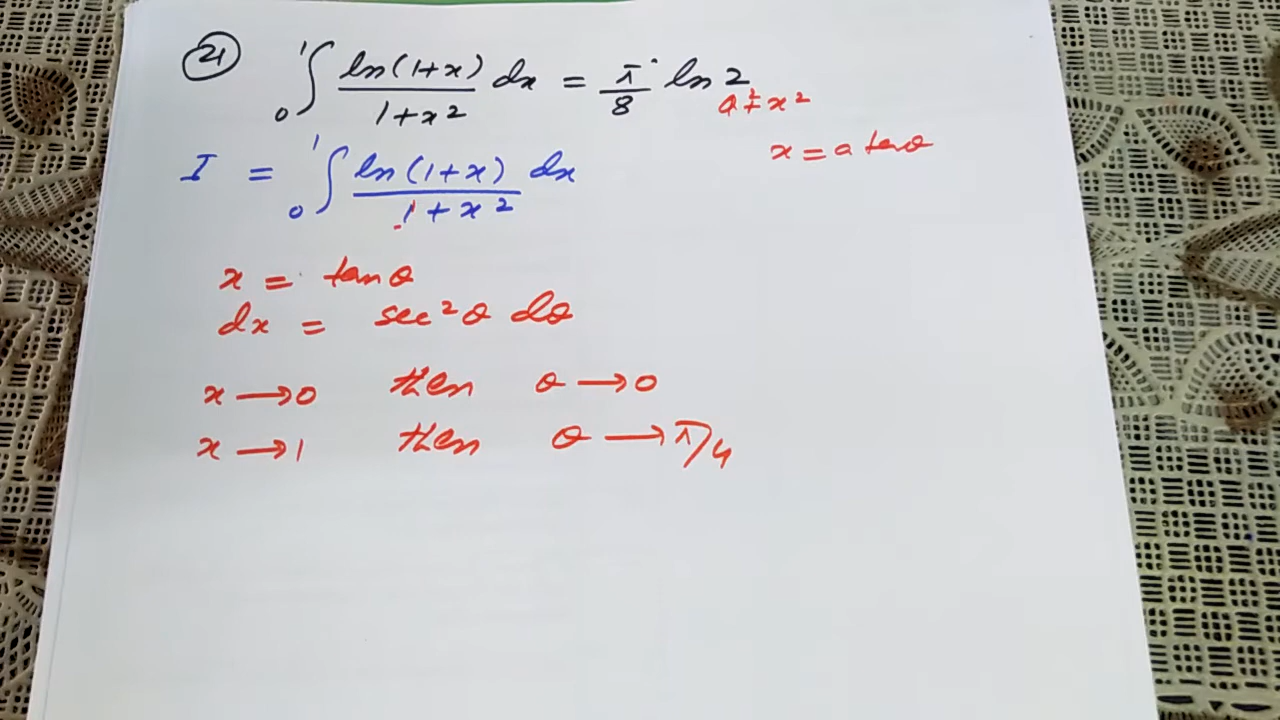 21 ∫₀¹ ln(1+x)/(1+x²) dx = π/8 ln 2
a²+x²
x = a tanθ
I = ∫₀¹ ln(1+x)/(1+x²) dx
x = tanθ
dx = sec²θ dθ
x → 0 then θ → 0
x → 1 then θ → π/4